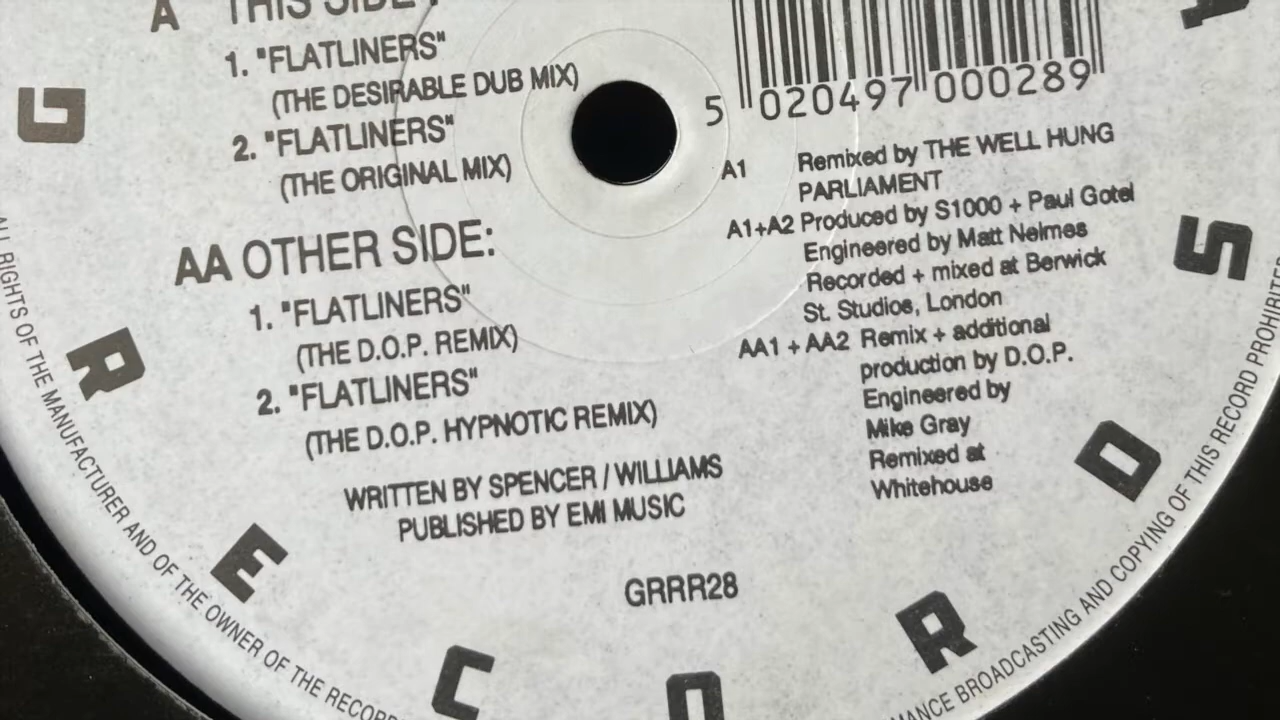 A THIS SIDE:
1. "FLATLINERS"
(THE DESIRABLE DUB MIX)
2. "FLATLINERS"
(THE ORIGINAL MIX)
AA OTHER SIDE:
1. "FLATLINERS"
(THE D.O.P. REMIX)
2. "FLATLINERS"
(THE D.O.P. HYPNOTIC REMIX)
WRITTEN BY SPENCER / WILLIAMS
PUBLISHED BY EMI MUSIC
GRRR28
5 020497 000289
A1 Remixed by THE WELL HUNG
PARLIAMENT
A1+A2 Produced by S1000 + Paul Gotel
Engineered by Matt Nelmes
Recorded + mixed at Berwick
St. Studios, London
AA1 + AA2 Remix + additional
production by D.O.P.
Engineered by
Mike Gray
Remixed at
Whitehouse
G
RECORDS
ALL RIGHTS OF THE MANUFACTURER AND OF THE OWNER OF THE
BROADCASTING AND COPYING OF THIS RECORD PROHIBITED